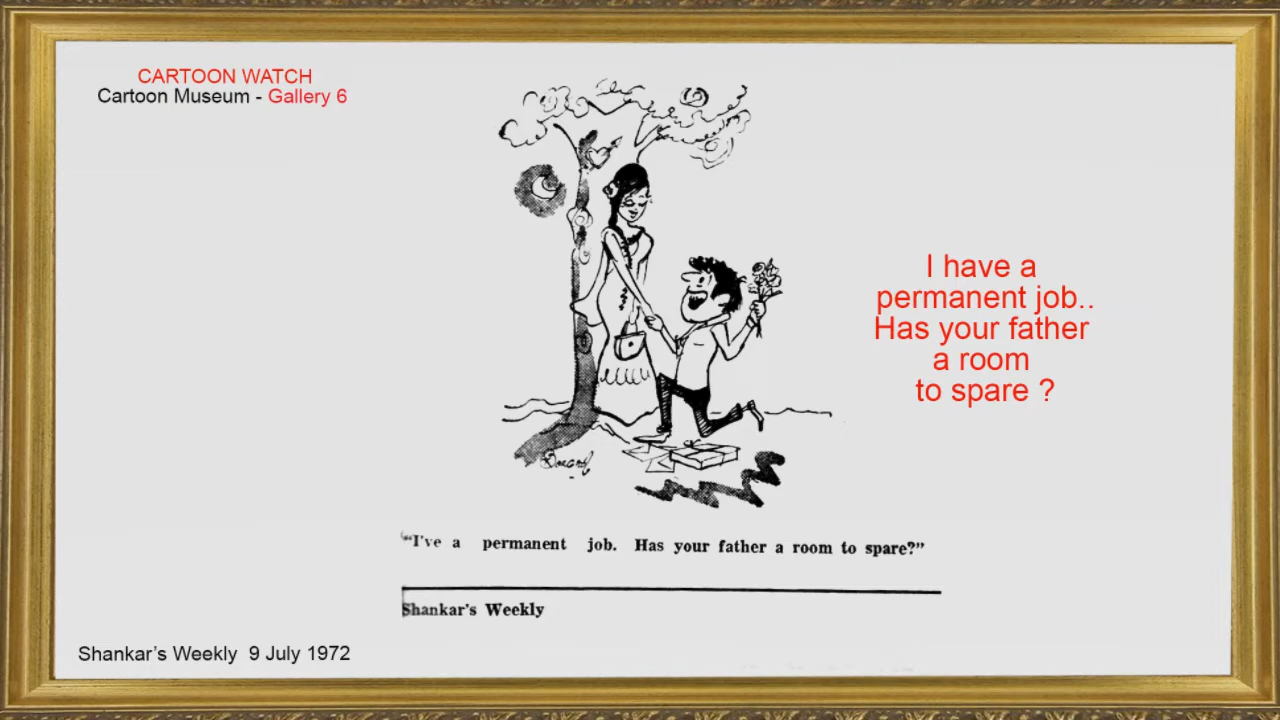 CARTOON WATCH
Cartoon Museum - Gallery 6
I have a
permanent job..
Has your father
a room
to spare ?
"I've a permanent job. Has your father a room to spare?"
Shankar's Weekly
Shankar's Weekly 9 July 1972